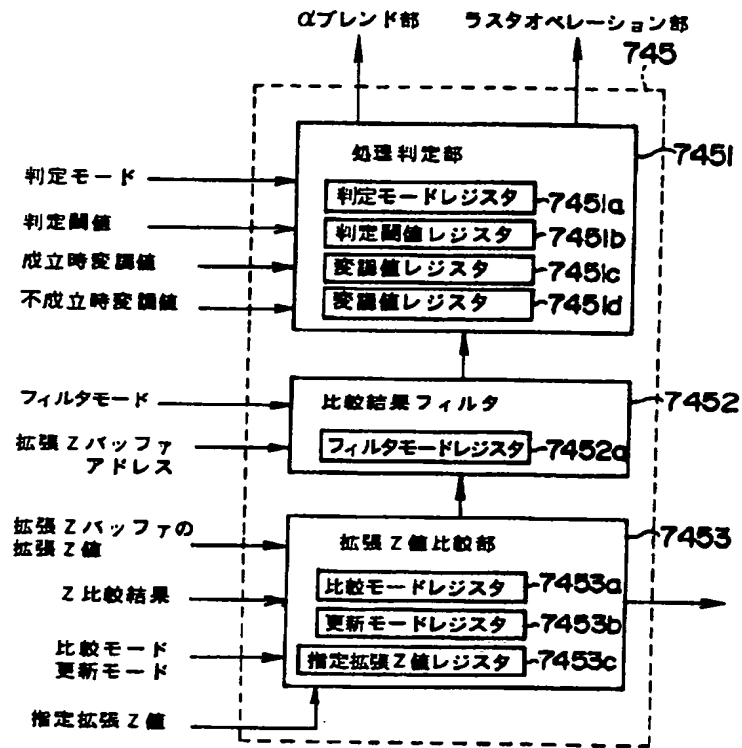 αブレンド部
ラスタオペレーション部
745
処理判定部
7451
判定モード
判定モードレジスタ
7451a
判定閾値
判定閾値レジスタ
7451b
成立時変調値
変調値レジスタ
7451c
不成立時変調値
変調値レジスタ
7451d
フィルタモード
比較結果フィルタ
7452
拡張Zバッファ
アドレス
フィルタモードレジスタ
7452a
拡張Zバッファの
拡張Z値
拡張Z値比較部
7453
Z比較結果
比較モードレジスタ
7453a
更新モードレジスタ
7453b
比較モード
更新モード
指定拡張Z値レジスタ
7453c
指定拡張Z値